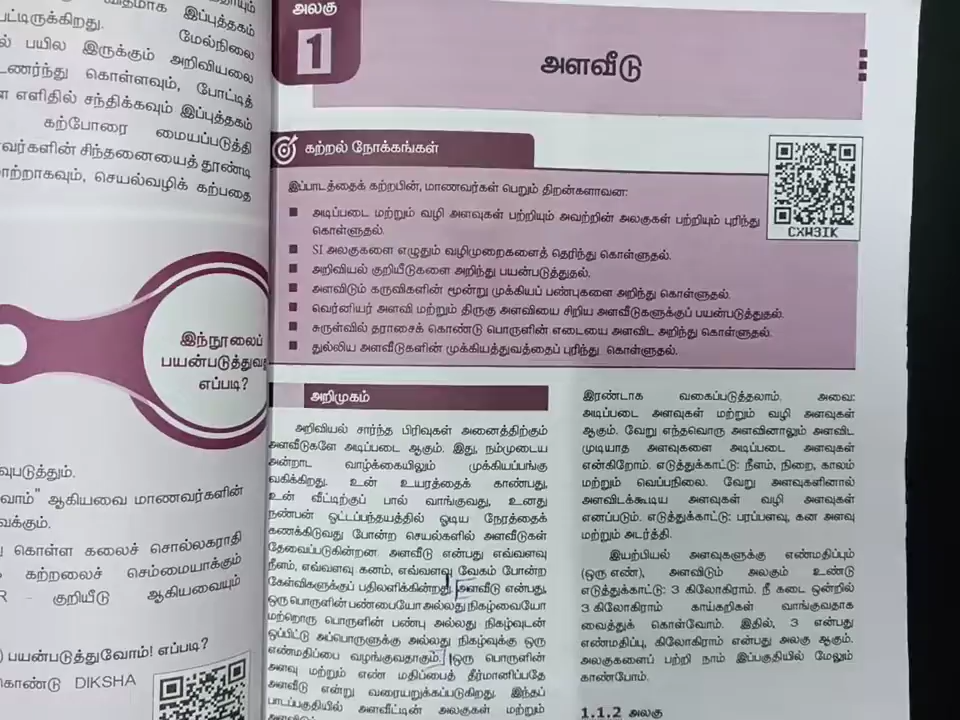 இப்புத்தகம்
பட்டிருக்கிறது. மேல்நிலை
பயில இருக்கும் அறிவியலை
உணர்ந்து கொள்ளவும், போட்டித்
எளிதில் சந்திக்கவும் இப்புத்தகம்
கற்போரை மையப்படுத்தி
சிந்தனையைத் தூண்டி
செயல்வழிக் கற்பதை
இந்நூலைப்
பயன்படுத்துவது
எப்படி?
ஆகியவை மாணவர்களின்
கொள்ள கலைச் சொல்லகராதி
கற்றலைச் செம்மையாக்கும்
குறியீடு ஆகியவையும்
பயன்படுத்துவோம்! எப்படி?
DIKSHA
அலகு
1
அளவீடு
கற்றல் நோக்கங்கள்
இப்பாடத்தைக் கற்றபின், மாணவர்கள் பெறும் திறன்களாவன:
■ அடிப்படை மற்றும் வழி அளவுகள் பற்றியும் அவற்றின் அலகுகள் பற்றியும் புரிந்து
கொள்ளுதல்.
■ SI அலகுகளை எழுதும் வழிமுறைகளைத் தெரிந்து கொள்ளுதல்.
■ அறிவியல் குறியீடுகளை அறிந்து பயன்படுத்துதல்.
■ அளவிடும் கருவிகளின் மூன்று முக்கியப் பண்புகளை அறிந்து கொள்ளுதல்.
■ வெர்னியர் அளவி மற்றும் திருகு அளவியை சிறிய அளவீடுகளுக்குப் பயன்படுத்துதல்.
■ சுருள்வில் தராசைக் கொண்டு பொருளின் எடையை அளவிட அறிந்து கொள்ளுதல்.
■ துல்லிய அளவீடுகளின் முக்கியத்துவத்தைப் புரிந்து கொள்ளுதல்.
CXW3IK
அறிமுகம்
அறிவியல் சார்ந்த பிரிவுகள் அனைத்திற்கும்
அளவீடுகளே அடிப்படை ஆகும். இது, நம்முடைய
அன்றாட வாழ்க்கையிலும் முக்கியப்பங்கு
வகிக்கிறது. உன் உயரத்தைக் காண்பது,
உன் வீட்டிற்குப் பால் வாங்குவது, உனது
நண்பன் ஓட்டப்பந்தயத்தில் ஓடிய நேரத்தைக்
கணக்கிடுவது போன்ற செயல்களில் அளவீடுகள்
தேவைப்படுகின்றன. அளவீடு என்பது எவ்வளவு
நீளம், எவ்வளவு கனம், எவ்வளவு வேகம் போன்ற
கேள்விகளுக்குப் பதிலளிக்கின்றது. அளவீடு என்பது,
ஒரு பொருளின் பண்பையோ அல்லது நிகழ்வையோ
மற்றொரு பொருளின் பண்பு அல்லது நிகழ்வுடன்
ஒப்பிட்டு அப்பொருளுக்கு அல்லது நிகழ்வுக்கு ஒரு
எண்மதிப்பை வழங்குவதாகும். ஒரு பொருளின்
அளவு மற்றும் எண் மதிப்பைத் தீர்மானிப்பதே
அளவீடு என்று வரையறுக்கப்படுகிறது. இந்தப்
பாடப்பகுதியில் அளவீட்டின் அலகுகள் மற்றும்
இரண்டாக வகைப்படுத்தலாம். அவை:
அடிப்படை அளவுகள் மற்றும் வழி அளவுகள்
ஆகும். வேறு எந்தவொரு அளவினாலும் அளவிட
முடியாத அளவுகளை அடிப்படை அளவுகள்
என்கிறோம். எடுத்துக்காட்டு: நீளம், நிறை, காலம்
மற்றும் வெப்பநிலை. வேறு அளவுகளினால்
அளவிடக்கூடிய அளவுகள் வழி அளவுகள்
எனப்படும். எடுத்துக்காட்டு: பரப்பளவு, கன அளவு
மற்றும் அடர்த்தி.
இயற்பியல் அளவுகளுக்கு எண்மதிப்பும்
(ஒரு எண்), அளவிடும் அலகும் உண்டு
எடுத்துக்காட்டு: 3 கிலோகிராம். நீ கடை ஒன்றில்
3 கிலோகிராம் காய்கறிகள் வாங்குவதாக
வைத்துக் கொள்வோம். இதில், 3 என்பது
எண்மதிப்பு, கிலோகிராம் என்பது அலகு ஆகும்.
அலகுகளைப் பற்றி நாம் இப்பகுதியில் மேலும்
காண்போம்.
1.1.2 அலகு